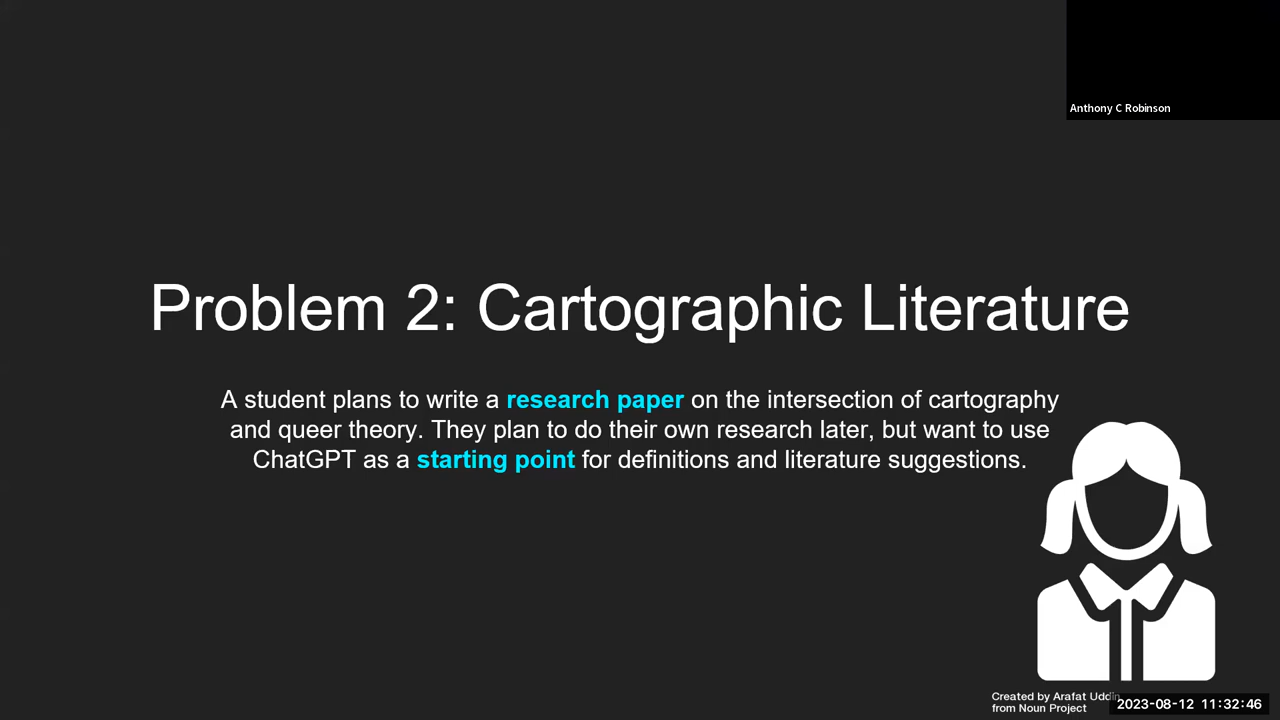 Anthony C Robinson
Problem 2: Cartographic Literature
A student plans to write a research paper on the intersection of cartography
and queer theory. They plan to do their own research later, but want to use
ChatGPT as a starting point for definitions and literature suggestions.
Created by Arafat Uddin
from Noun Project
2023-08-12 11:32:46